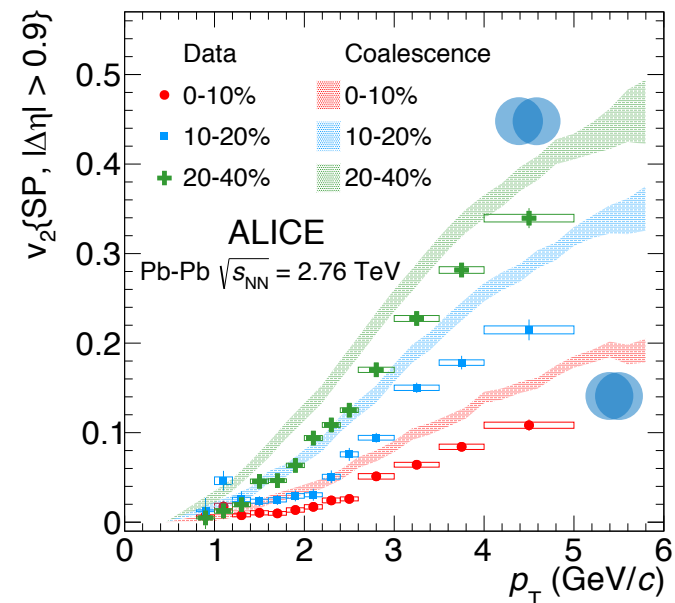 v₂{SP, |Δη| > 0.9}
0.5
0.4
0.3
0.2
0.1
0
Data Coalescence
0-10% 0-10%
10-20% 10-20%
20-40% 20-40%
ALICE
Pb-Pb √s_NN = 2.76 TeV
0 1 2 3 4 5 6
p_T (GeV/c)